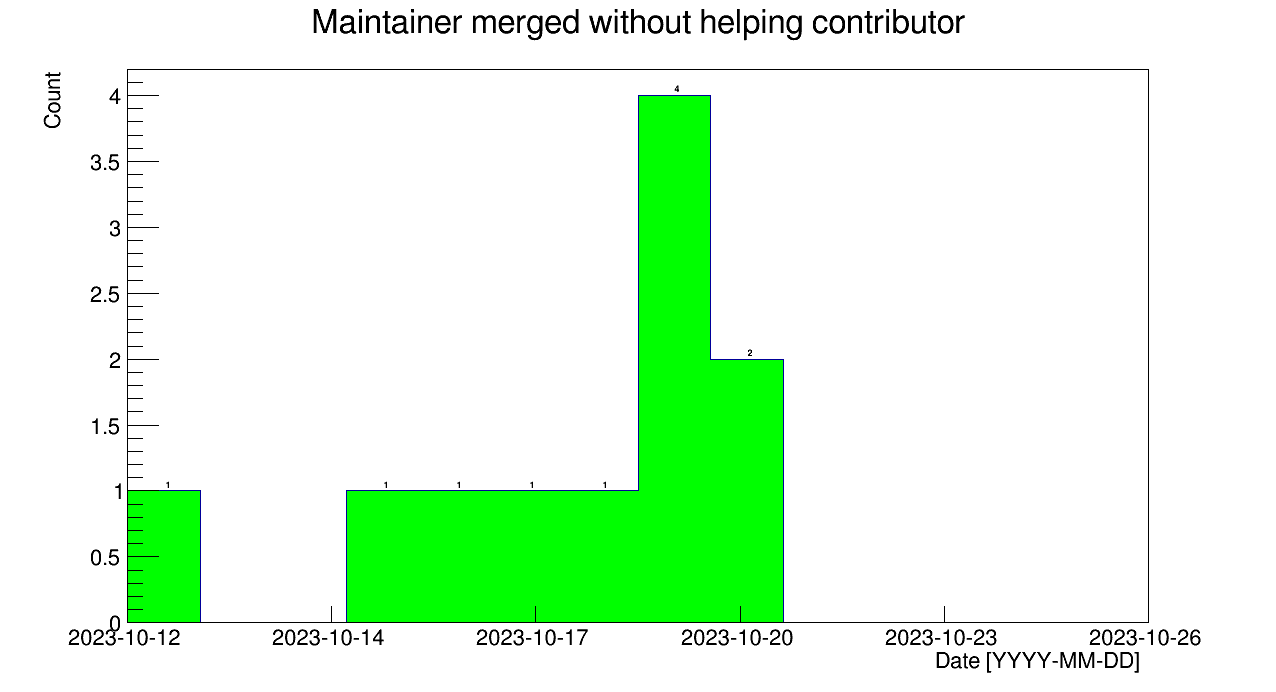 Maintainer merged without helping contributor
Count
4
3.5
3
2.5
2
1.5
1
0.5
0
4
2
1
1 1 1 1
2023-10-12 2023-10-14 2023-10-17 2023-10-20 2023-10-23 2023-10-26
Date [YYYY-MM-DD]